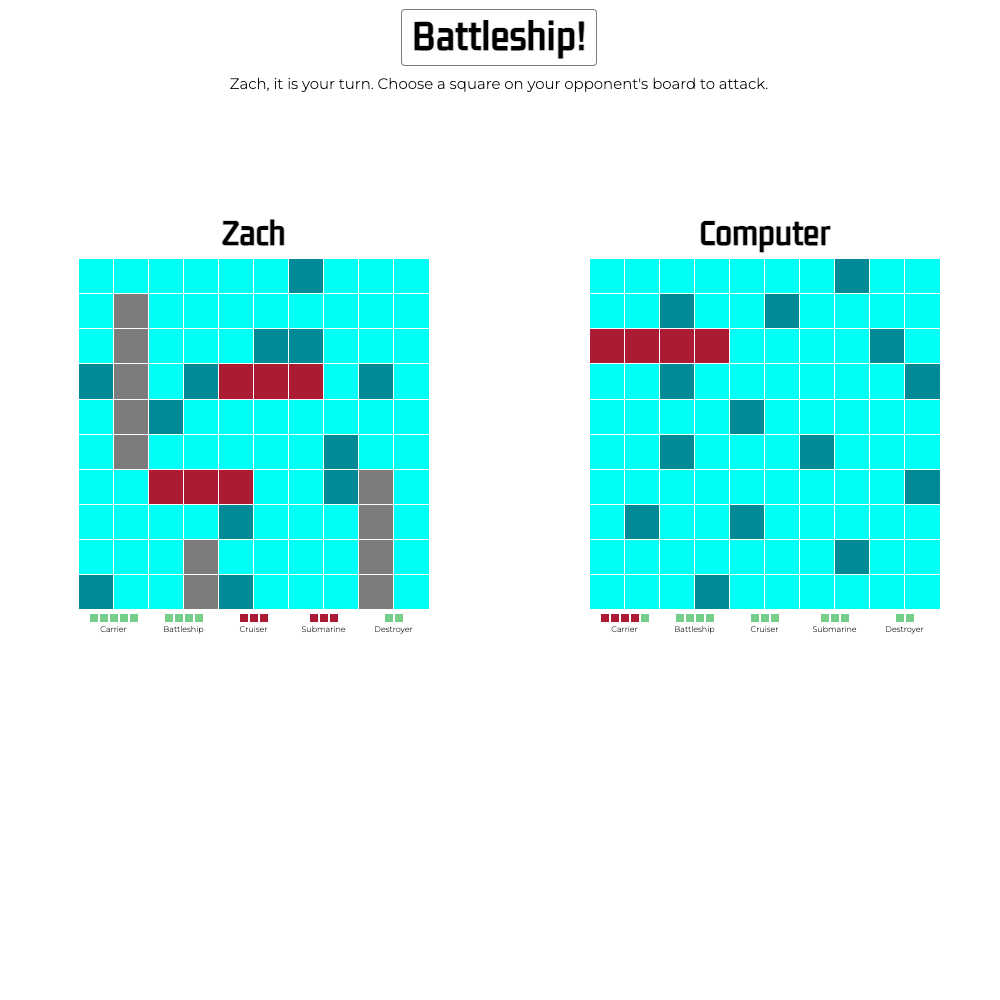 Battleship!
Zach, it is your turn. Choose a square on your opponent's board to attack.
Zach
Computer
Carrier Battleship Cruiser Submarine Destroyer
Carrier Battleship Cruiser Submarine Destroyer